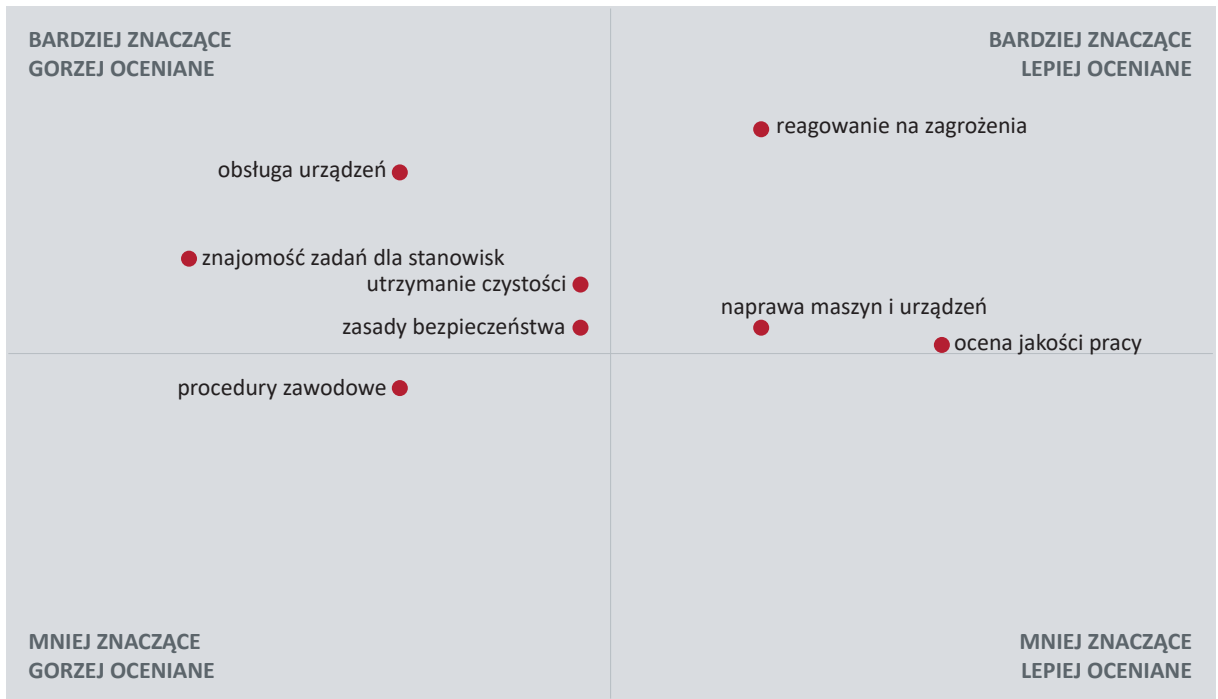 BARDZIEJ ZNACZĄCE
GORZEJ OCENIANE
BARDZIEJ ZNACZĄCE
LEPIEJ OCENIANE
reagowanie na zagrożenia
obsługa urządzeń
znajomość zadań dla stanowisk
utrzymanie czystości
naprawa maszyn i urządzeń
zasady bezpieczeństwa
ocena jakości pracy
procedury zawodowe
MNIEJ ZNACZĄCE
GORZEJ OCENIANE
MNIEJ ZNACZĄCE
LEPIEJ OCENIANE